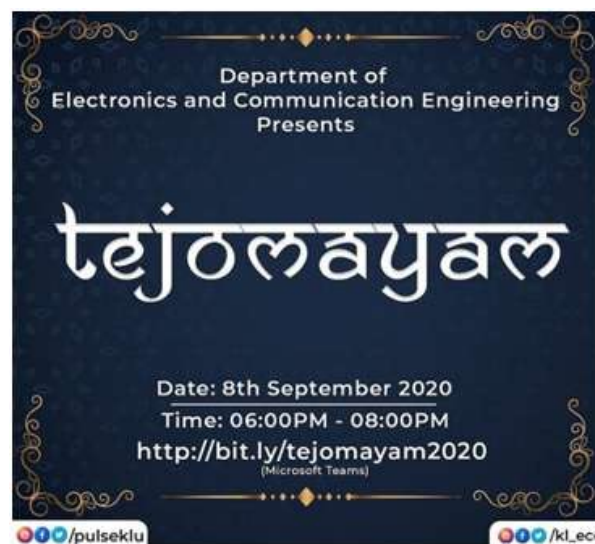 Department of
Electronics and Communication Engineering
Presents
tejomayam
Date: 8th September 2020
Time: 06:00PM - 08:00PM
http://bit.ly/tejomayam2020
(Microsoft Teams)
/pulseklu
/kl_ec